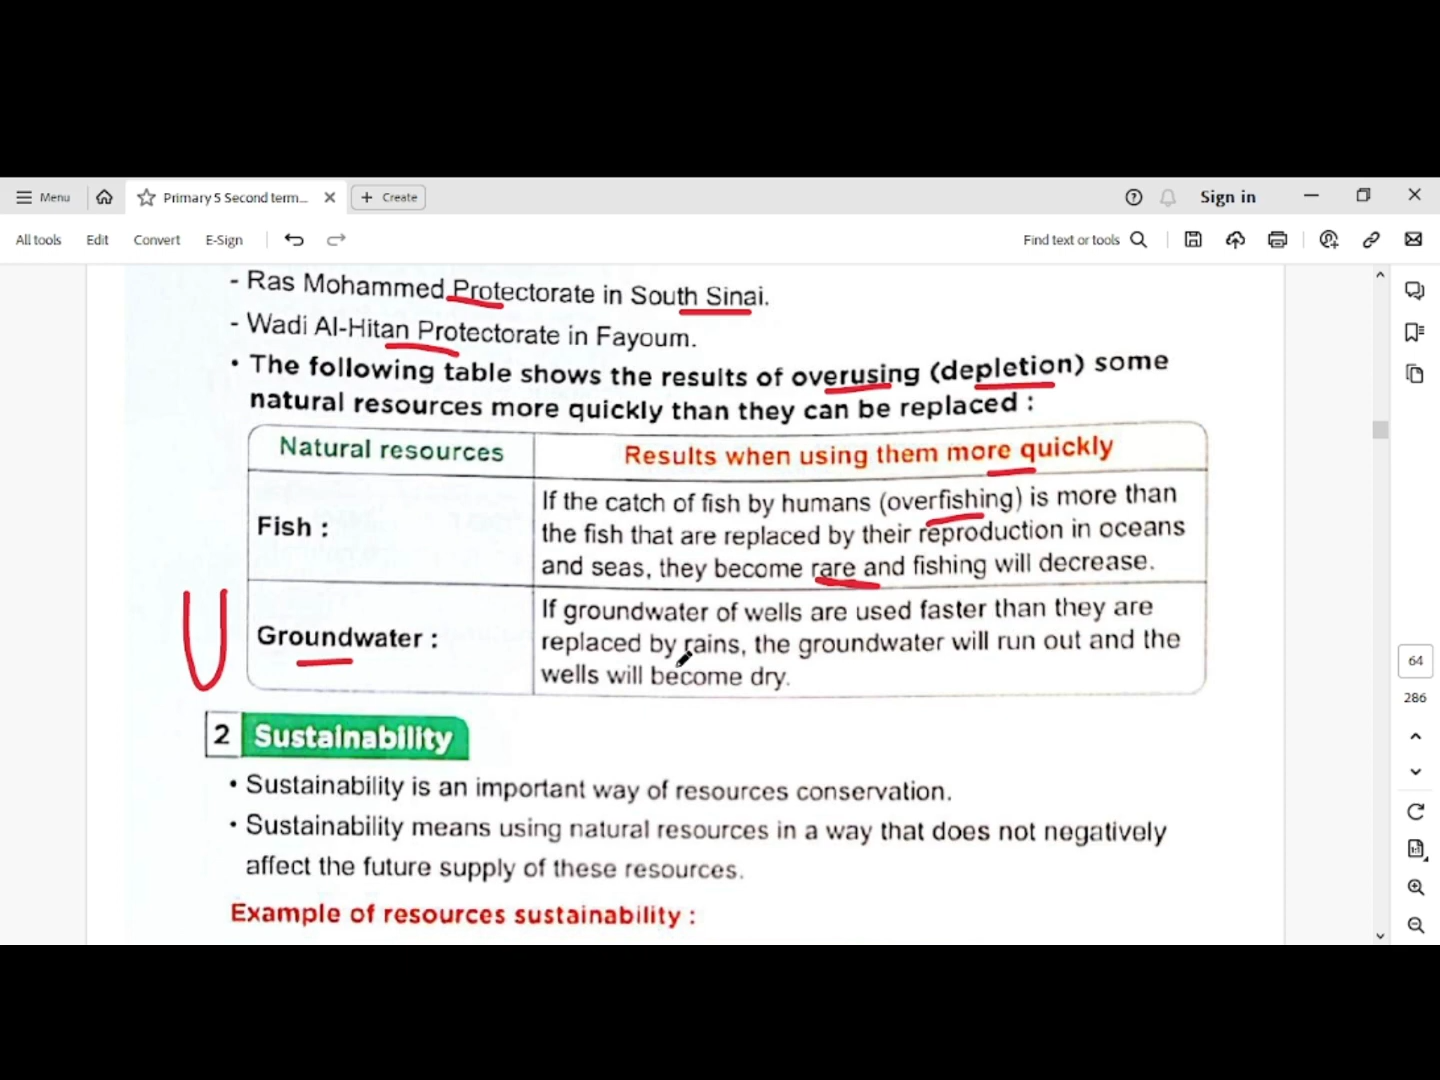 Menu
Primary 5 Second term...
Create
Sign in
All tools
Edit
Convert
E-Sign
Find text or tools
- Ras Mohammed Protectorate in South Sinai.
- Wadi Al-Hitan Protectorate in Fayoum.
• The following table shows the results of overusing (depletion) some
natural resources more quickly than they can be replaced :
Natural resources
Results when using them more quickly
Fish :
If the catch of fish by humans (overfishing) is more than
the fish that are replaced by their reproduction in oceans
and seas, they become rare and fishing will decrease.
Groundwater :
If groundwater of wells are used faster than they are
replaced by rains, the groundwater will run out and the
wells will become dry.
2 Sustainability
• Sustainability is an important way of resources conservation.
• Sustainability means using natural resources in a way that does not negatively
affect the future supply of these resources.
Example of resources sustainability :
64
286